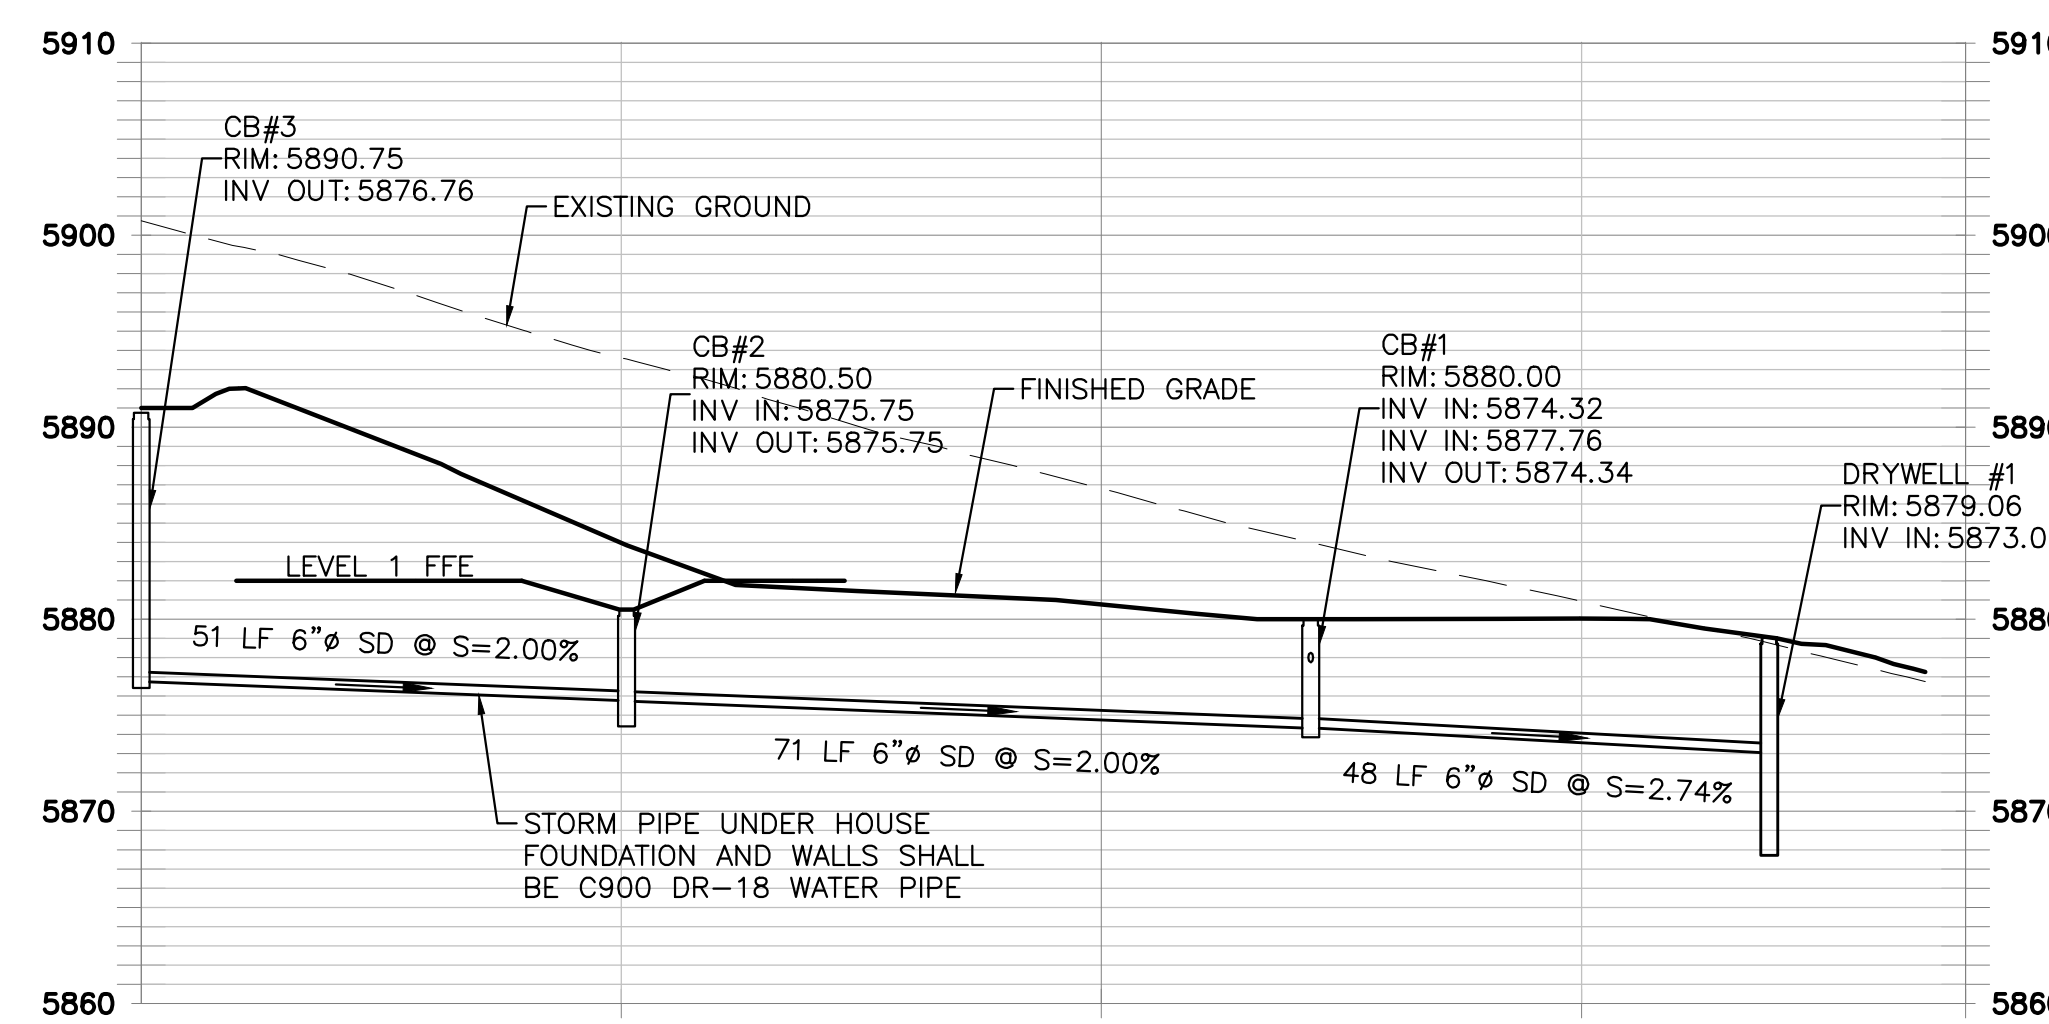 5910
5910
CB#3
RIM: 5890.75
INV OUT: 5876.76
EXISTING GROUND
5900
5900
CB#2
RIM: 5880.50
INV IN: 5875.75
INV OUT: 5875.75
FINISHED GRADE
CB#1
RIM: 5880.00
INV IN: 5874.32
INV IN: 5877.76
INV OUT: 5874.34
5890
5890
DRYWELL #1
RIM: 5879.06
INV IN: 5873.0
LEVEL 1 FFE
5880
5880
51 LF 6"ø SD @ S=2.00%
71 LF 6"ø SD @ S=2.00%
48 LF 6"ø SD @ S=2.74%
5870
5870
STORM PIPE UNDER HOUSE
FOUNDATION AND WALLS SHALL
BE C900 DR-18 WATER PIPE
5860
5860